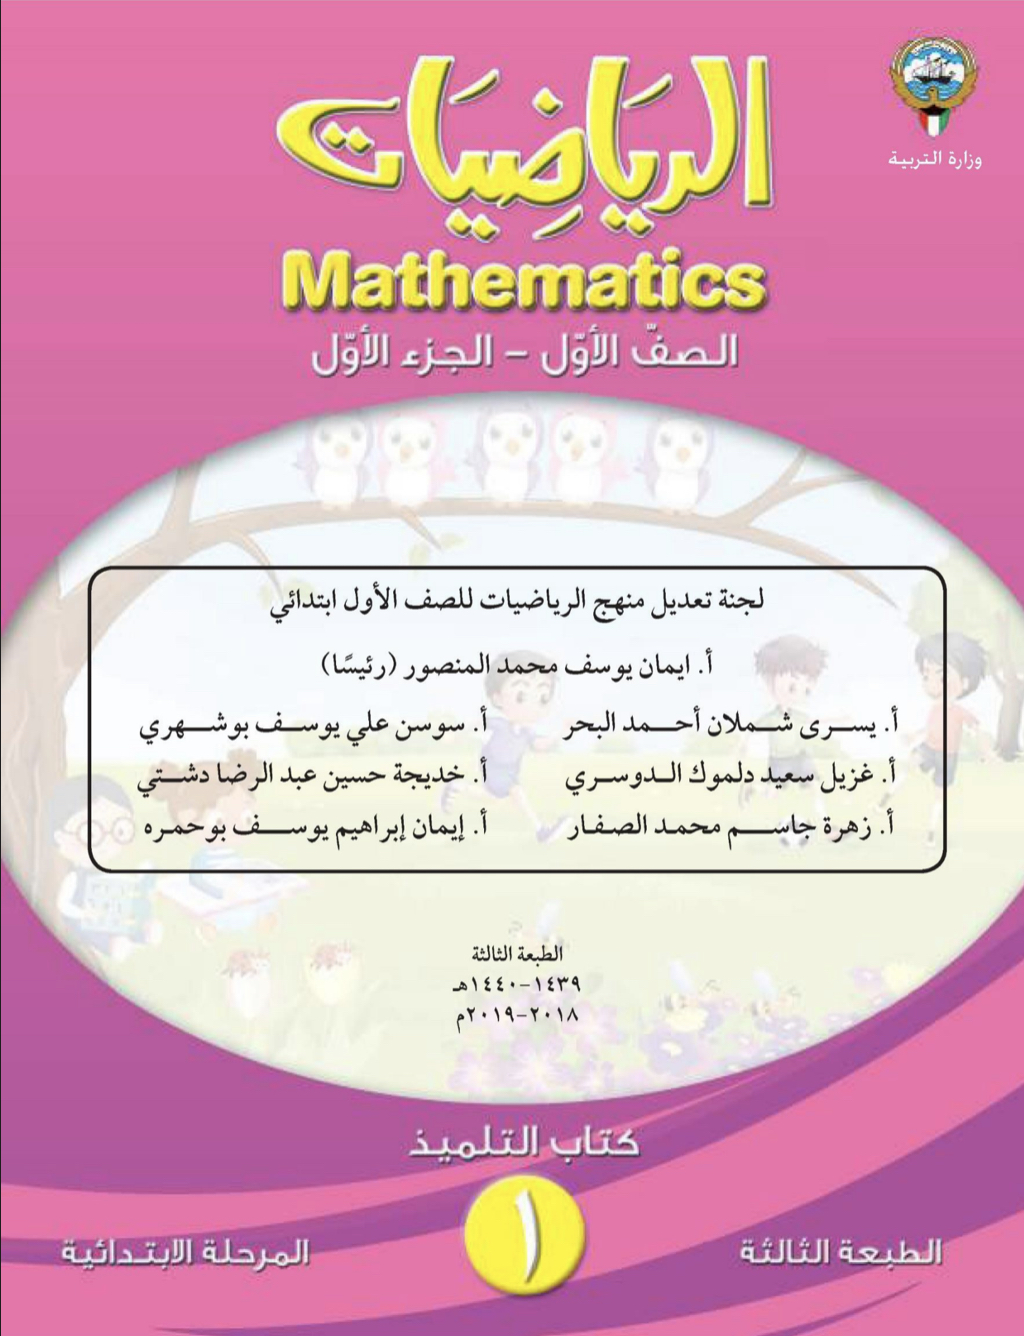 وزارة التربية
الرياضيات
Mathematics
الصفّ الأوّل – الجزء الأوّل
لجنة تعديل منهج الرياضيات للصف الأول ابتدائي
أ. ايمان يوسف محمد المنصور (رئيسًا)
أ. يسرى شملان أحمد البحر أ. سوسن علي يوسف بوشهري
أ. غزيل سعيد دلموك الدوسري أ. خديجة حسين عبد الرضا دشتي
أ. زهرة جاسم محمد الصفار أ. إيمان إبراهيم يوسف بوحمره
الطبعة الثالثة
١٤٣٩-١٤٤٠هـ
٢٠١٨-٢٠١٩م
كتاب التلميذ
١
الطبعة الثالثة المرحلة الابتدائية